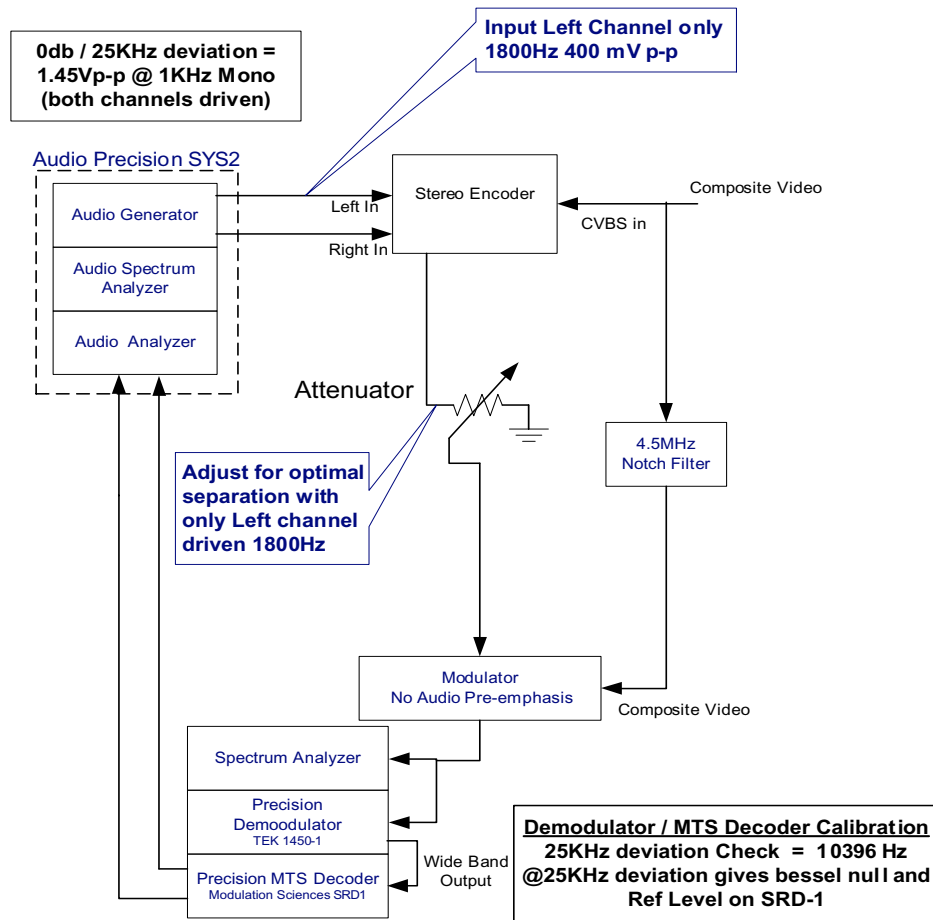 Input Left Channel only
1800Hz 400 mV p-p
0db / 25KHz deviation =
1.45Vp-p @ 1KHz Mono
(both channels driven)
Audio Precision SYS2
Audio Generator
Audio Spectrum
Analyzer
Audio Analyzer
Left In
Right In
Stereo Encoder
CVBS in
Composite Video
Attenuator
4.5MHz
Notch Filter
Adjust for optimal
separation with
only Left channel
driven 1800Hz
Modulator
No Audio Pre-emphasis
Composite Video
Spectrum Analyzer
Precision
Demoodulator
TEK 1450-1
Precision MTS Decoder
Modulation Sciences SRD1
Wide Band
Output
Demodulator / MTS Decoder Calibration
25KHz deviation Check = 10396 Hz
@25KHz deviation gives bessel null and
Ref Level on SRD-1